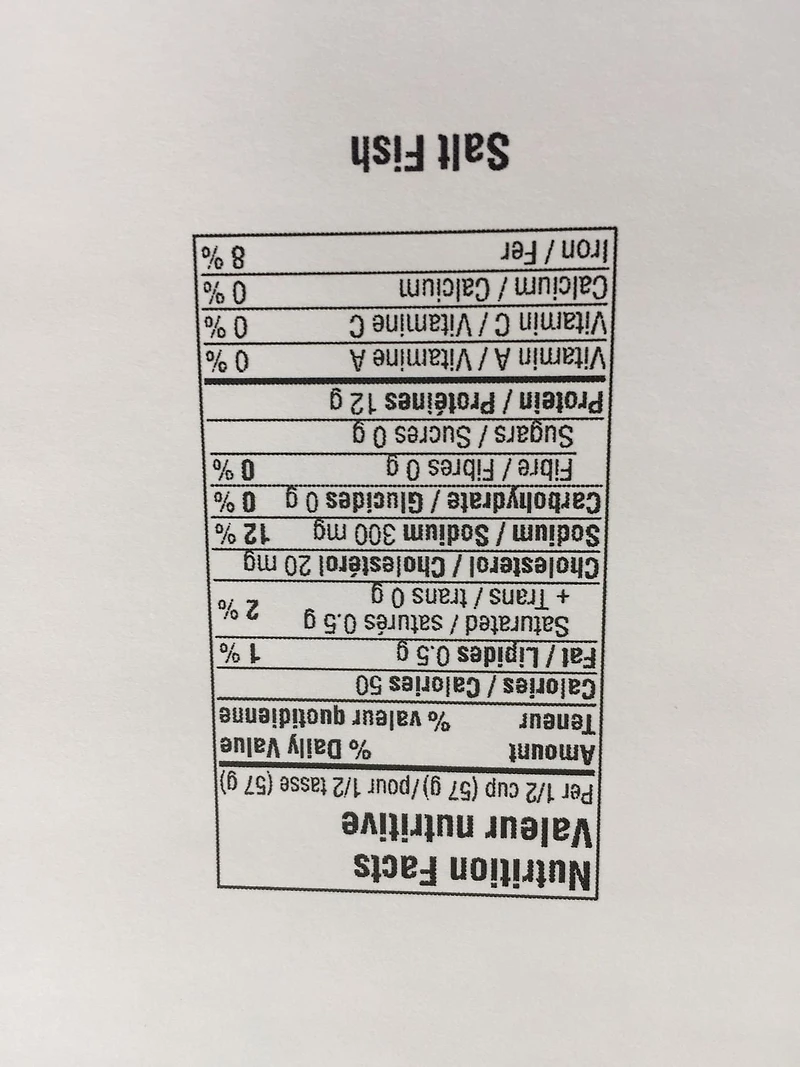 Nutrition Facts
Valeur nutritive
Per 1/2 cup (57 g)/pour 1/2 tasse (57 g)
Amount % Daily Value
Teneur % valeur quotidienne
Calories / Calories 50
Fat / Lipides 0.5 g 1 %
Saturated / saturés 0.5 g
+ Trans / trans 0 g 2 %
Cholesterol / Cholestérol 20 mg
Sodium / Sodium 300 mg 12 %
Carbohydrate / Glucides 0 g 0 %
Fibre / Fibres 0 g 0 %
Sugars / Sucres 0 g
Protein / Protéines 12 g
Vitamin A / Vitamine A 0 %
Vitamin C / Vitamine C 0 %
Calcium / Calcium 0 %
Iron / Fer 8 %
Salt Fish